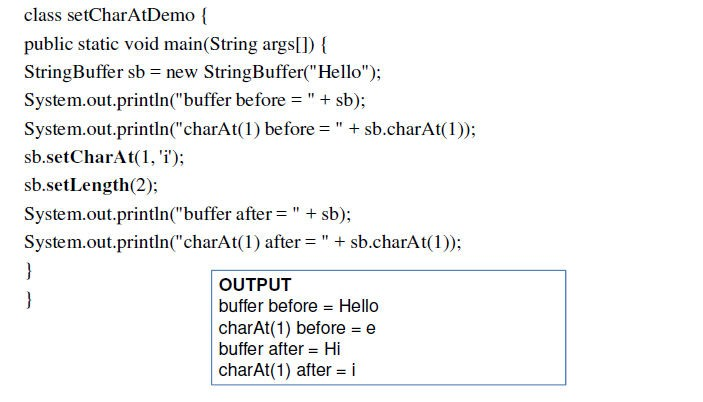 class setCharAtDemo {
public static void main(String args[]) {
StringBuffer sb = new StringBuffer("Hello");
System.out.println("buffer before = " + sb);
System.out.println("charAt(1) before = " + sb.charAt(1));
sb.setCharAt(1, 'i');
sb.setLength(2);
System.out.println("buffer after = " + sb);
System.out.println("charAt(1) after = " + sb.charAt(1));
}
}
OUTPUT
buffer before = Hello
charAt(1) before = e
buffer after = Hi
charAt(1) after = i